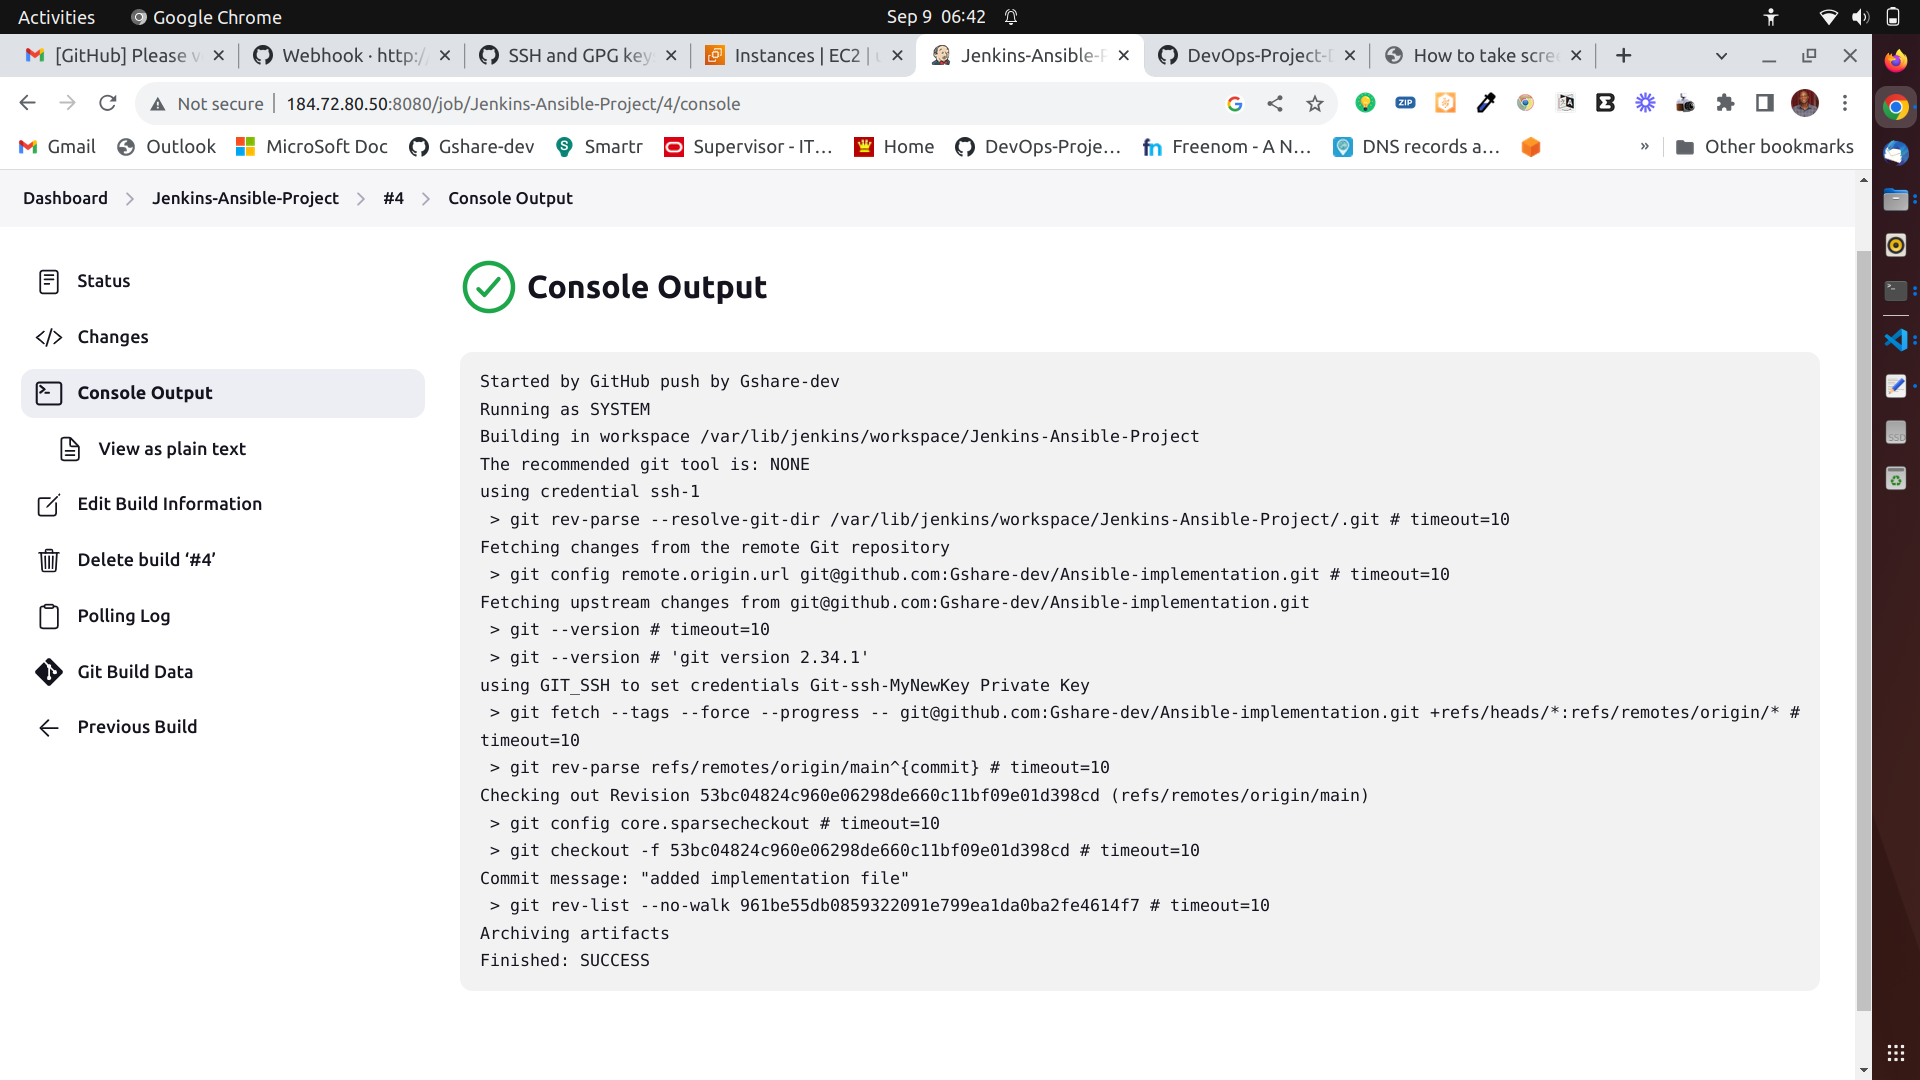 Activities
Google Chrome
Sep 9 06:42
[GitHub] Please v
Webhook · http:/
SSH and GPG key
Instances | EC2 |
Jenkins-Ansible-P
DevOps-Project-
How to take scre
Not secure
184.72.80.50:8080/job/Jenkins-Ansible-Project/4/console
ZIP
Gmail
Outlook
MicroSoft Doc
Gshare-dev
Smartr
Supervisor - IT...
Home
DevOps-Proje...
Freenom - A N...
DNS records a...
»
Other bookmarks
Dashboard
Jenkins-Ansible-Project
#4
Console Output
Status
Changes
Console Output
View as plain text
Edit Build Information
Delete build ‘#4’
Polling Log
Git Build Data
Previous Build
Console Output
Started by GitHub push by Gshare-dev
Running as SYSTEM
Building in workspace /var/lib/jenkins/workspace/Jenkins-Ansible-Project
The recommended git tool is: NONE
using credential ssh-1
> git rev-parse --resolve-git-dir /var/lib/jenkins/workspace/Jenkins-Ansible-Project/.git # timeout=10
Fetching changes from the remote Git repository
> git config remote.origin.url git@github.com:Gshare-dev/Ansible-implementation.git # timeout=10
Fetching upstream changes from git@github.com:Gshare-dev/Ansible-implementation.git
> git --version # timeout=10
> git --version # 'git version 2.34.1'
using GIT_SSH to set credentials Git-ssh-MyNewKey Private Key
> git fetch --tags --force --progress -- git@github.com:Gshare-dev/Ansible-implementation.git +refs/heads/*:refs/remotes/origin/* #
timeout=10
> git rev-parse refs/remotes/origin/main^{commit} # timeout=10
Checking out Revision 53bc04824c960e06298de660c11bf09e01d398cd (refs/remotes/origin/main)
> git config core.sparsecheckout # timeout=10
> git checkout -f 53bc04824c960e06298de660c11bf09e01d398cd # timeout=10
Commit message: "added implementation file"
> git rev-list --no-walk 961be55db0859322091e799ea1da0ba2fe4614f7 # timeout=10
Archiving artifacts
Finished: SUCCESS